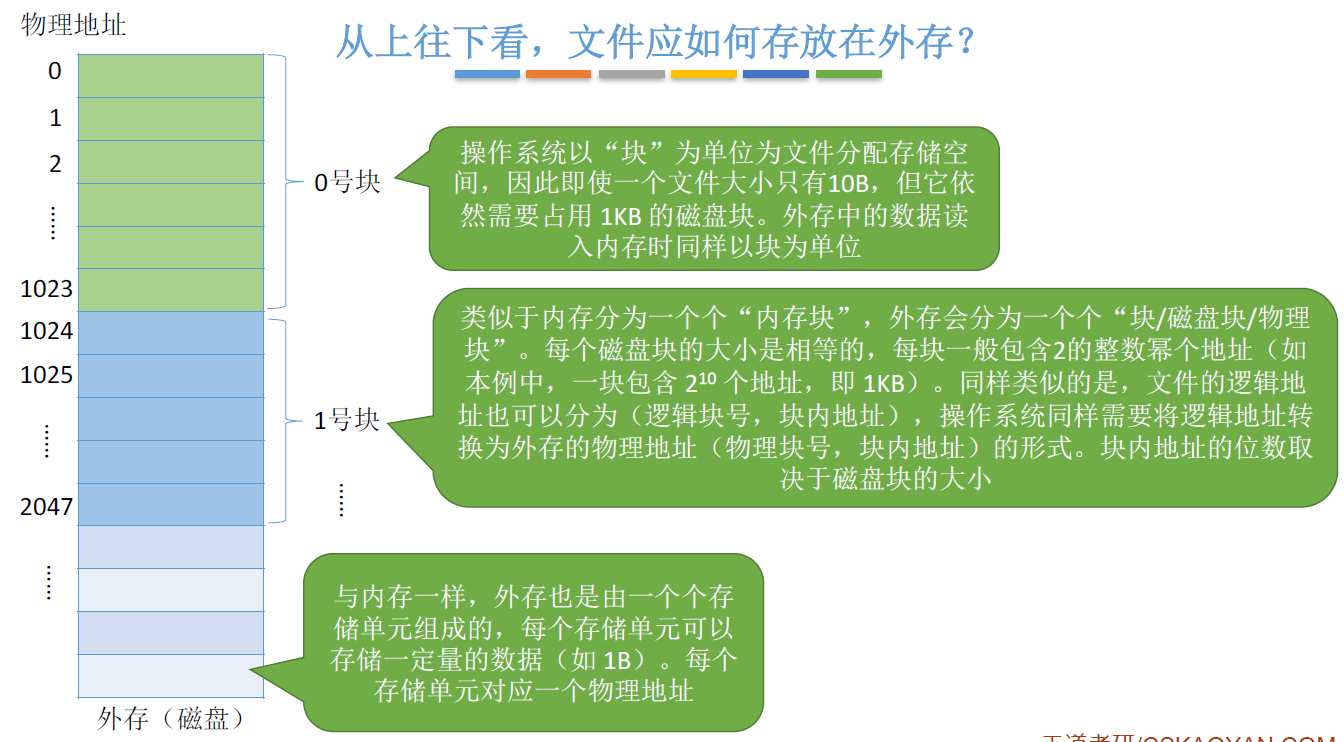 物理地址
从上往下看，文件应如何存放在外存？
0
1
2
……
1023
1024
1025
……
2047
……
外存（磁盘）
0号块
1号块
……
操作系统以“块”为单位为文件分配存储空
间，因此即使一个文件大小只有10B，但它依
然需要占用 1KB 的磁盘块。外存中的数据读
入内存时同样以块为单位
类似于内存分为一个个“内存块”，外存会分为一个个“块/磁盘块/物理
块”。每个磁盘块的大小是相等的，每块一般包含2的整数幂个地址（如
本例中，一块包含 2¹⁰ 个地址，即 1KB）。同样类似的是，文件的逻辑地
址也可以分为（逻辑块号，块内地址），操作系统同样需要将逻辑地址转
换为外存的物理地址（物理块号，块内地址）的形式。块内地址的位数取
决于磁盘块的大小
与内存一样，外存也是由一个个存
储单元组成的，每个存储单元可以
存储一定量的数据（如 1B）。每个
存储单元对应一个物理地址
王道考研/CSKAOYAN.COM